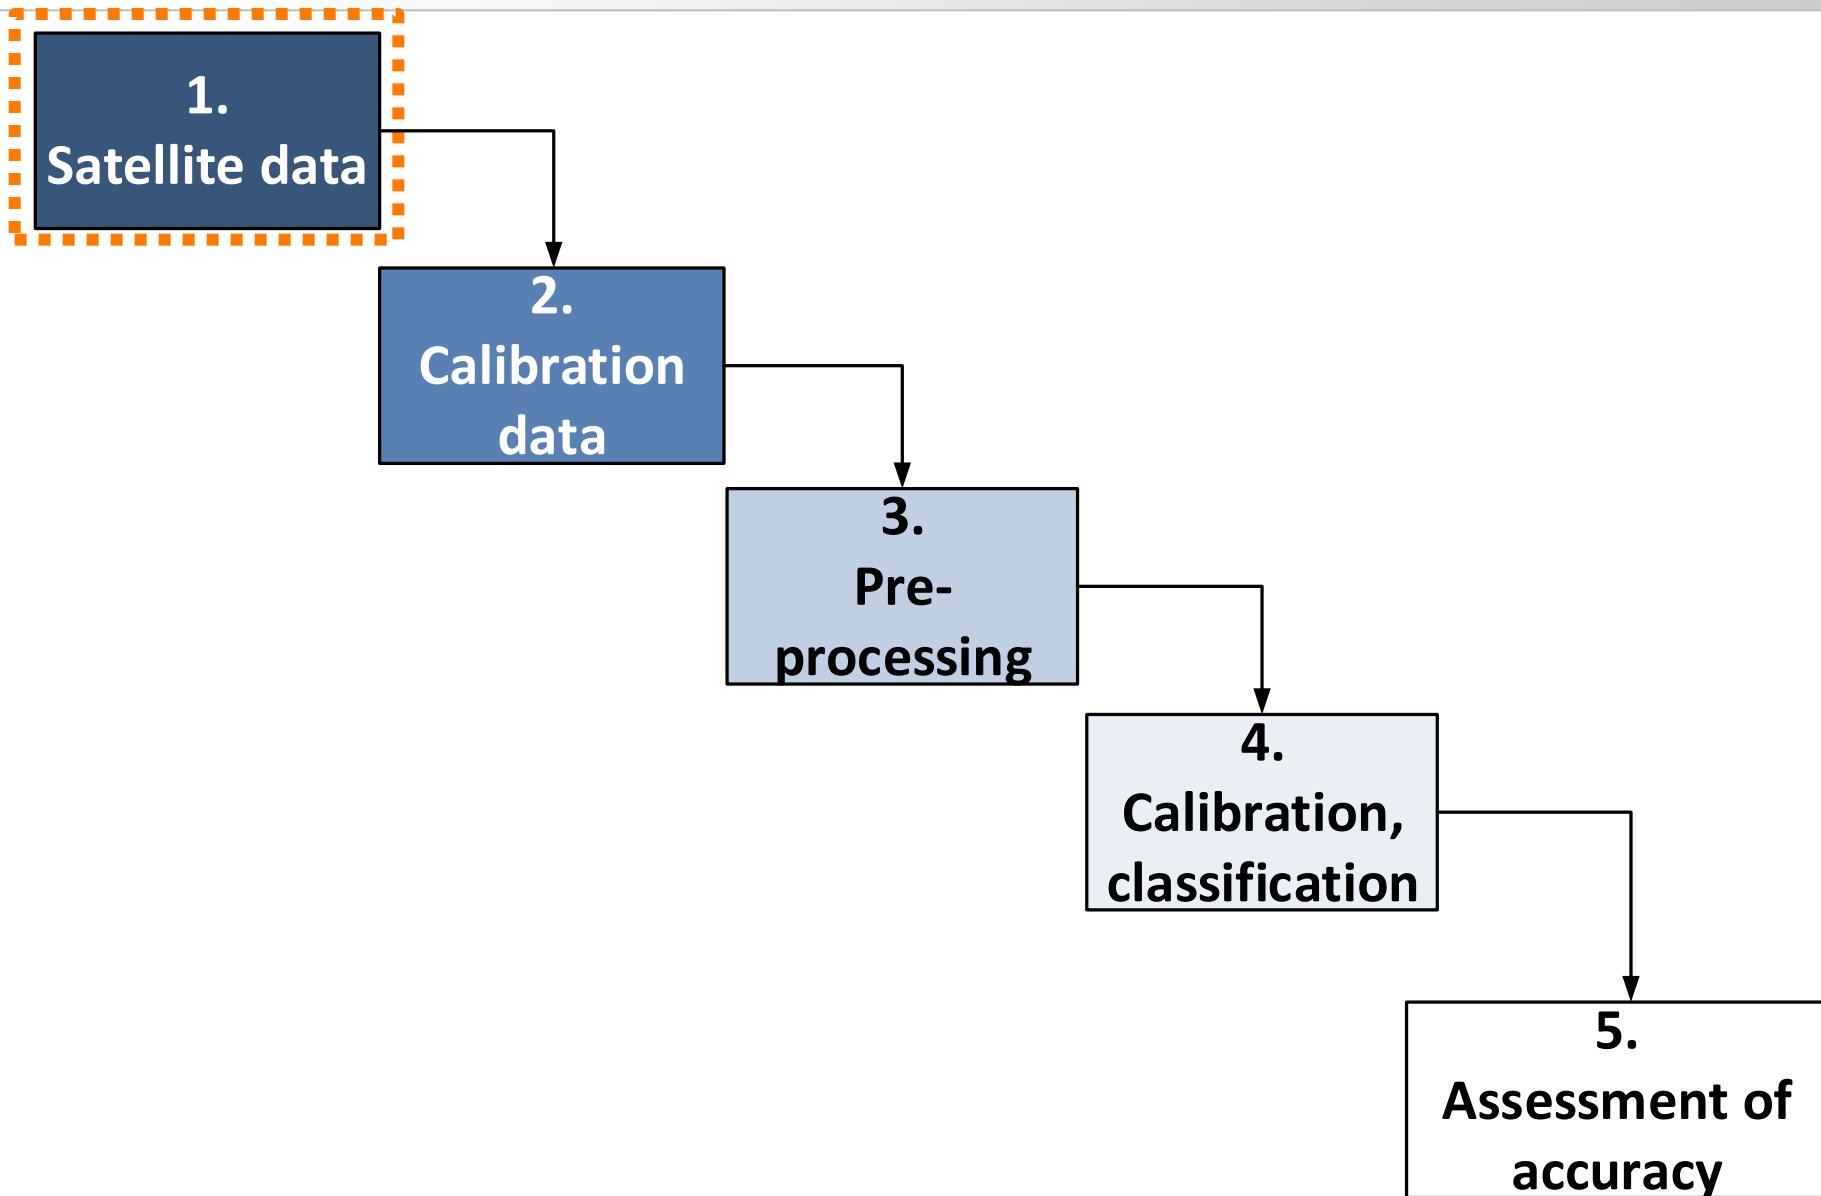 1.
Satellite data
2.
Calibration
data
3.
Pre-
processing
4.
Calibration,
classification
5.
Assessment of
accuracy